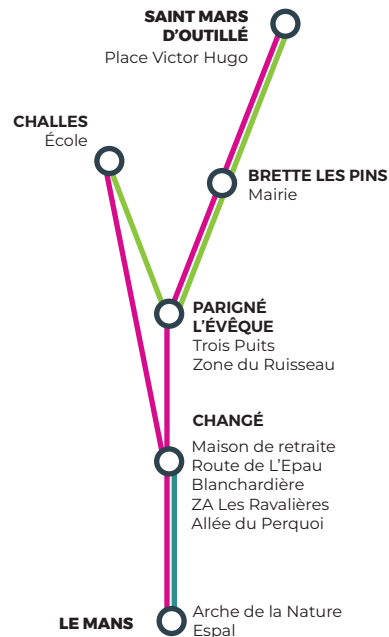 SAINT MARS
D'OUTILLÉ
Place Victor Hugo
CHALLES
École
BRETTE LES PINS
Mairie
PARIGNÉ
L'ÉVÊQUE
Trois Puits
Zone du Ruisseau
CHANGÉ
Maison de retraite
Route de L'Epau
Blanchardière
ZA Les Ravalières
Allée du Perquoi
LE MANS
Arche de la Nature
Espal